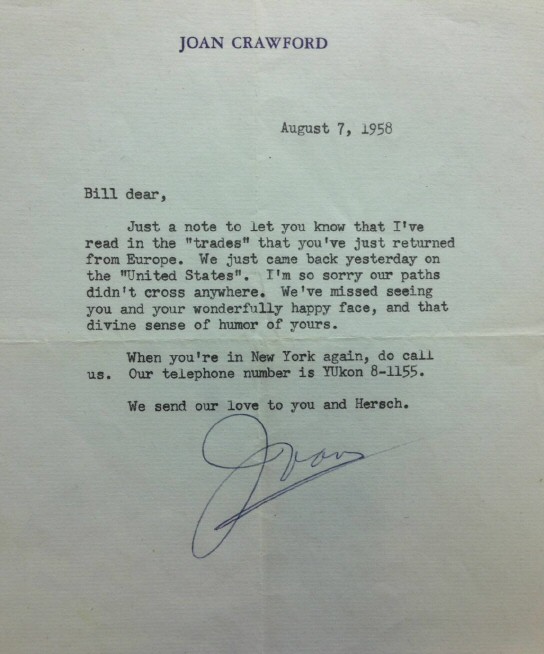 JOAN CRAWFORD
August 7, 1958
Bill dear,
Just a note to let you know that I've
read in the "trades" that you've just returned
from Europe. We just came back yesterday on
the "United States". I'm so sorry our paths
didn't cross anywhere. We've missed seeing
you and your wonderfully happy face, and that
divine sense of humor of yours.
When you're in New York again, do call
us. Our telephone number is YUkon 8-1155.
We send our love to you and Hersch.
Joan